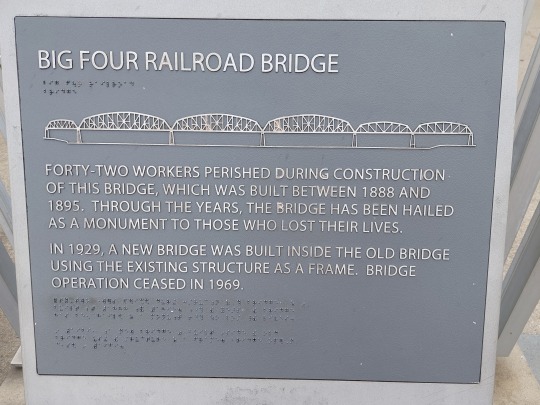 BIG FOUR RAILROAD BRIDGE
FORTY-TWO WORKERS PERISHED DURING CONSTRUCTION
OF THIS BRIDGE, WHICH WAS BUILT BETWEEN 1888 AND
1895. THROUGH THE YEARS, THE BRIDGE HAS BEEN HAILED
AS A MONUMENT TO THOSE WHO LOST THEIR LIVES.
IN 1929, A NEW BRIDGE WAS BUILT INSIDE THE OLD BRIDGE
USING THE EXISTING STRUCTURE AS A FRAME. BRIDGE
OPERATION CEASED IN 1969.